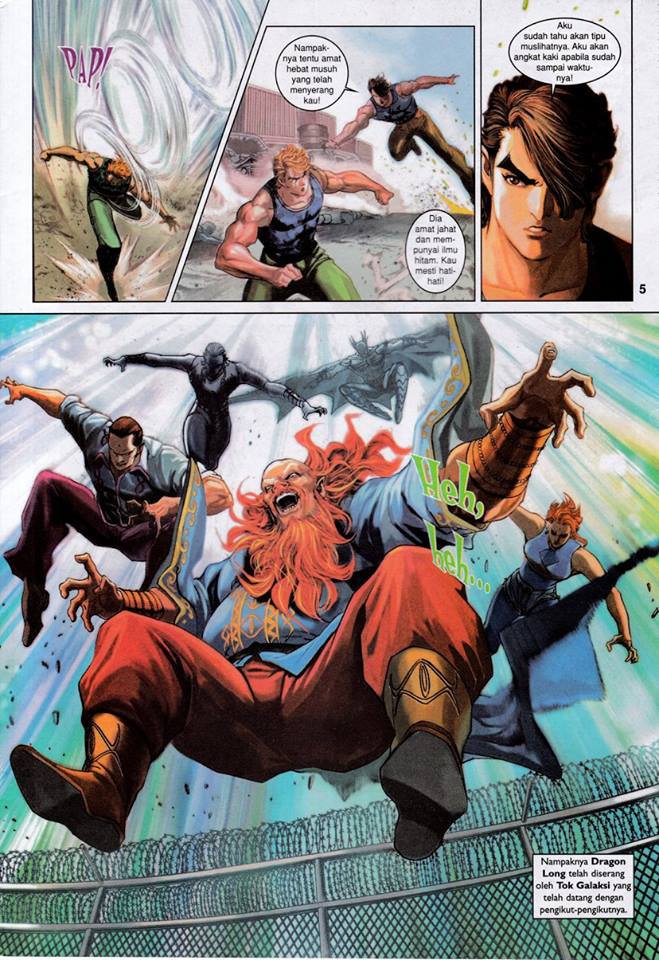 PAP!
Nampak-
nya tentu amat
hebat musuh
yang telah
menyerang
kau!
Dia
amat jahat
dan mem-
punyai ilmu
hitam. Kau
mesti hati-
hati!
Aku
sudah tahu akan tipu
muslihatnya. Aku akan
angkat kaki apabila sudah
sampai waktu-
nya!
5
Heh,
heh...
Nampaknya Dragon
Long telah diserang
oleh Tok Galaksi yang
telah datang dengan
pengikut-pengikutnya.